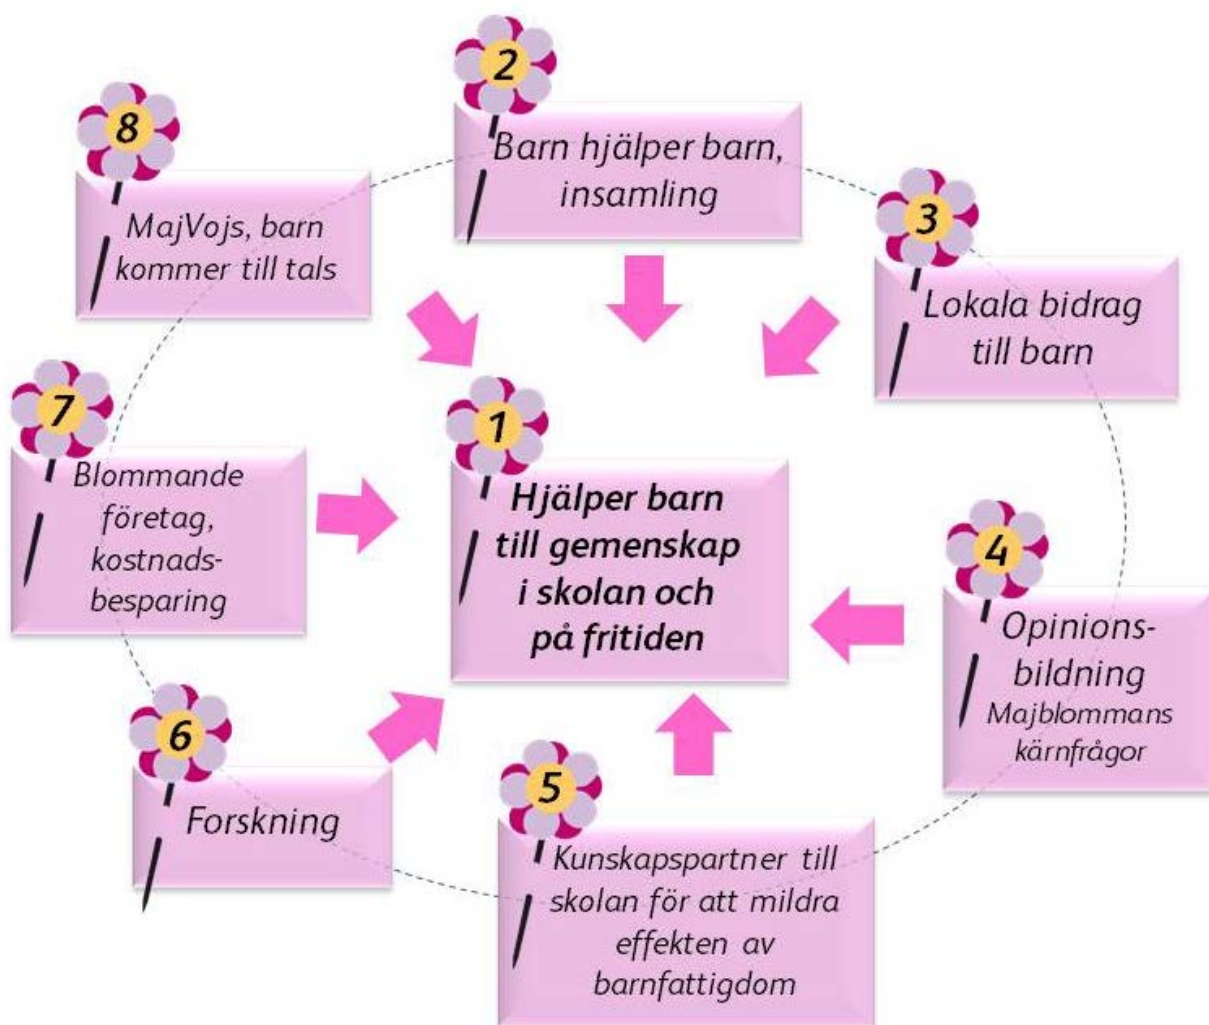 1
Hjälper barn
till gemenskap
i skolan och
på fritiden
2
Barn hjälper barn,
insamling
3
Lokala bidrag
till barn
4
Opinions-
bildning
Majblommans
kärnfrågor
5
Kunskapspartner till
skolan för att mildra
effekten av
barnfattigdom
6
Forskning
7
Blommande
företag,
kostnads-
besparing
8
MajVojs, barn
kommer till tals